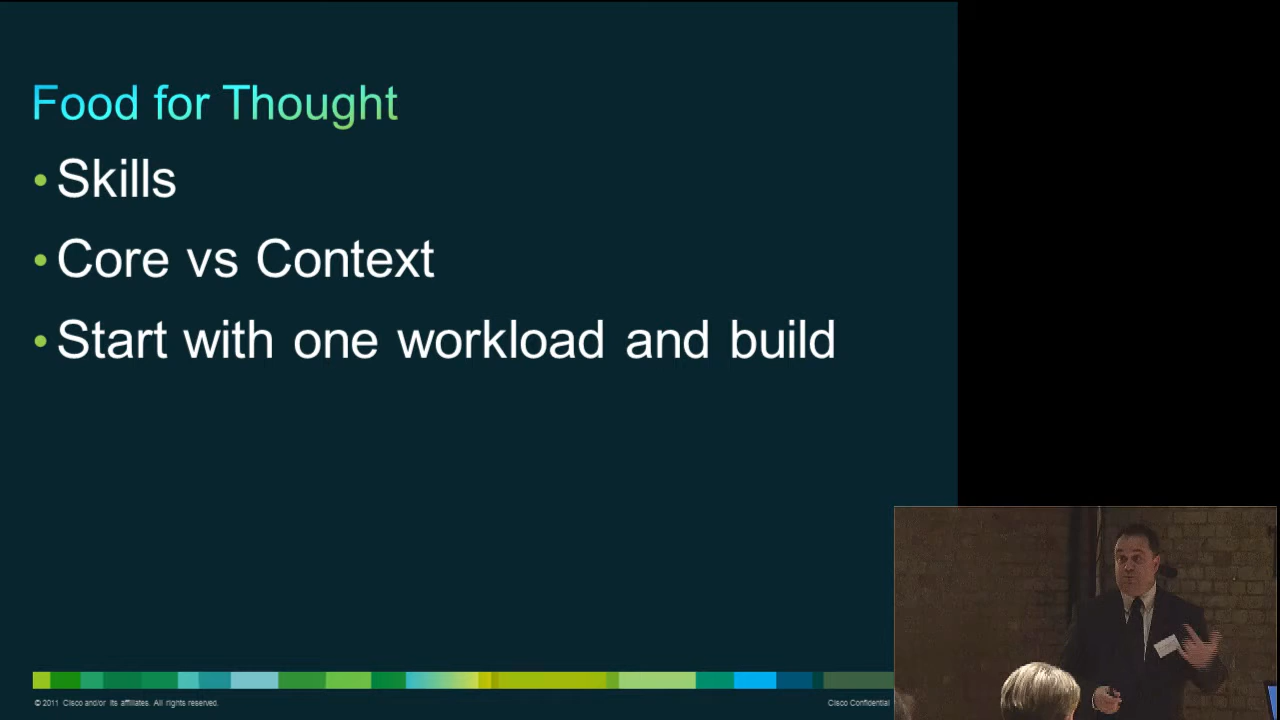 Food for Thought
• Skills
• Core vs Context
• Start with one workload and build
© 2011 Cisco and/or its affiliates. All rights reserved.
Cisco Confidential